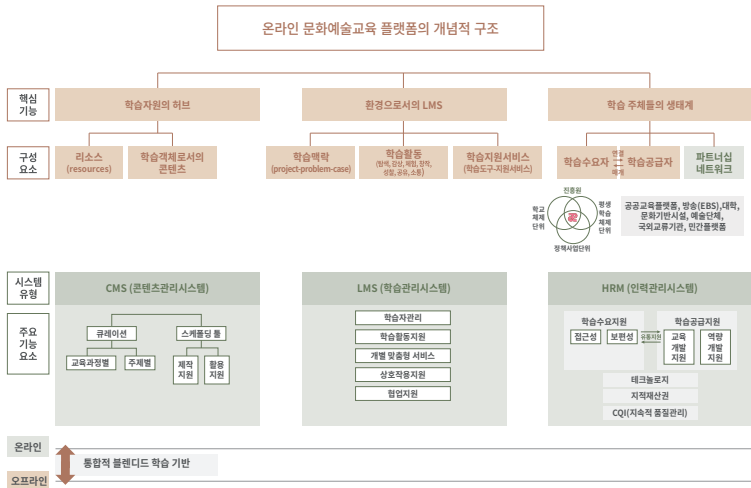 온라인 문화예술교육 플랫폼의 개념적 구조
핵심
기능
학습자원의 허브
환경으로서의 LMS
학습 주체들의 생태계
구성
요소
리소스
(resources)
학습객체로서의
콘텐츠
학습맥락
(project-problem-case)
학습활동
(탐색, 감상, 체험, 창작,
성찰, 공유, 소통)
학습지원서비스
(학습도구·지원서비스)
학습수요자
연결
매개
학습공급자
파트너십
네트워크
진흥원
학교
체제
단위
평생
학습
체제
단위
정책사업단위
공공교육플랫폼, 방송(EBS),대학,
문화기반시설, 예술단체,
국외교류기관, 민간플랫폼
시스템
유형
CMS (콘텐츠관리시스템)
LMS (학습관리시스템)
HRM (인력관리시스템)
주요
기능
요소
큐레이션
스케폴딩 툴
교육과정별
주제별
제작
지원
활용
지원
학습자관리
학습활동지원
개별 맞춤형 서비스
상호작용지원
협업지원
학습수요지원
접근성
보편성
유통지원
학습공급지원
교육
개발
지원
역량
개발
지원
테크놀로지
지적재산권
CQI(지속적 품질관리)
온라인
통합적 블렌디드 학습 기반
오프라인